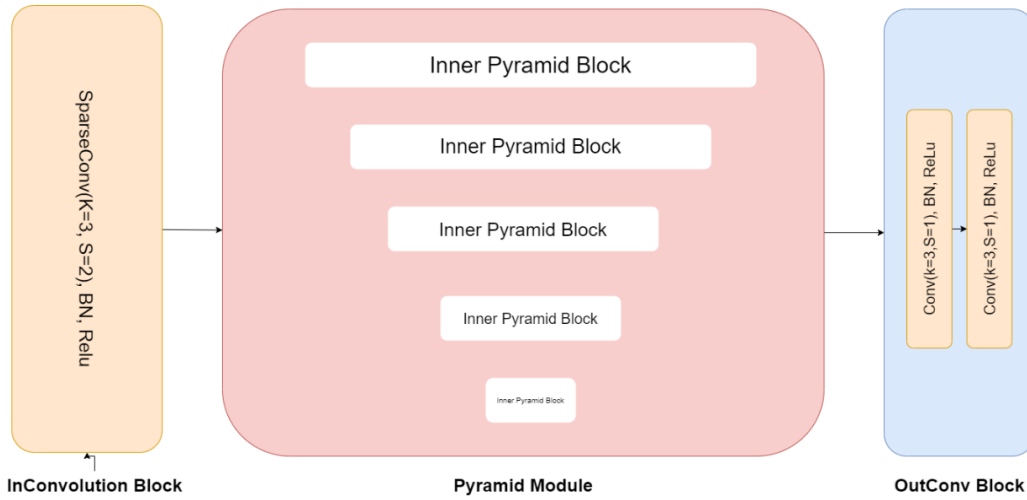 SparseConv(K=3, S=2), BN, Relu
Inner Pyramid Block
Inner Pyramid Block
Inner Pyramid Block
Inner Pyramid Block
Inner Pyramid Block
Conv(k=3,S=1), BN, ReLu
Conv(k=3,S=1), BN, ReLu
InConvolution Block
Pyramid Module
OutConv Block